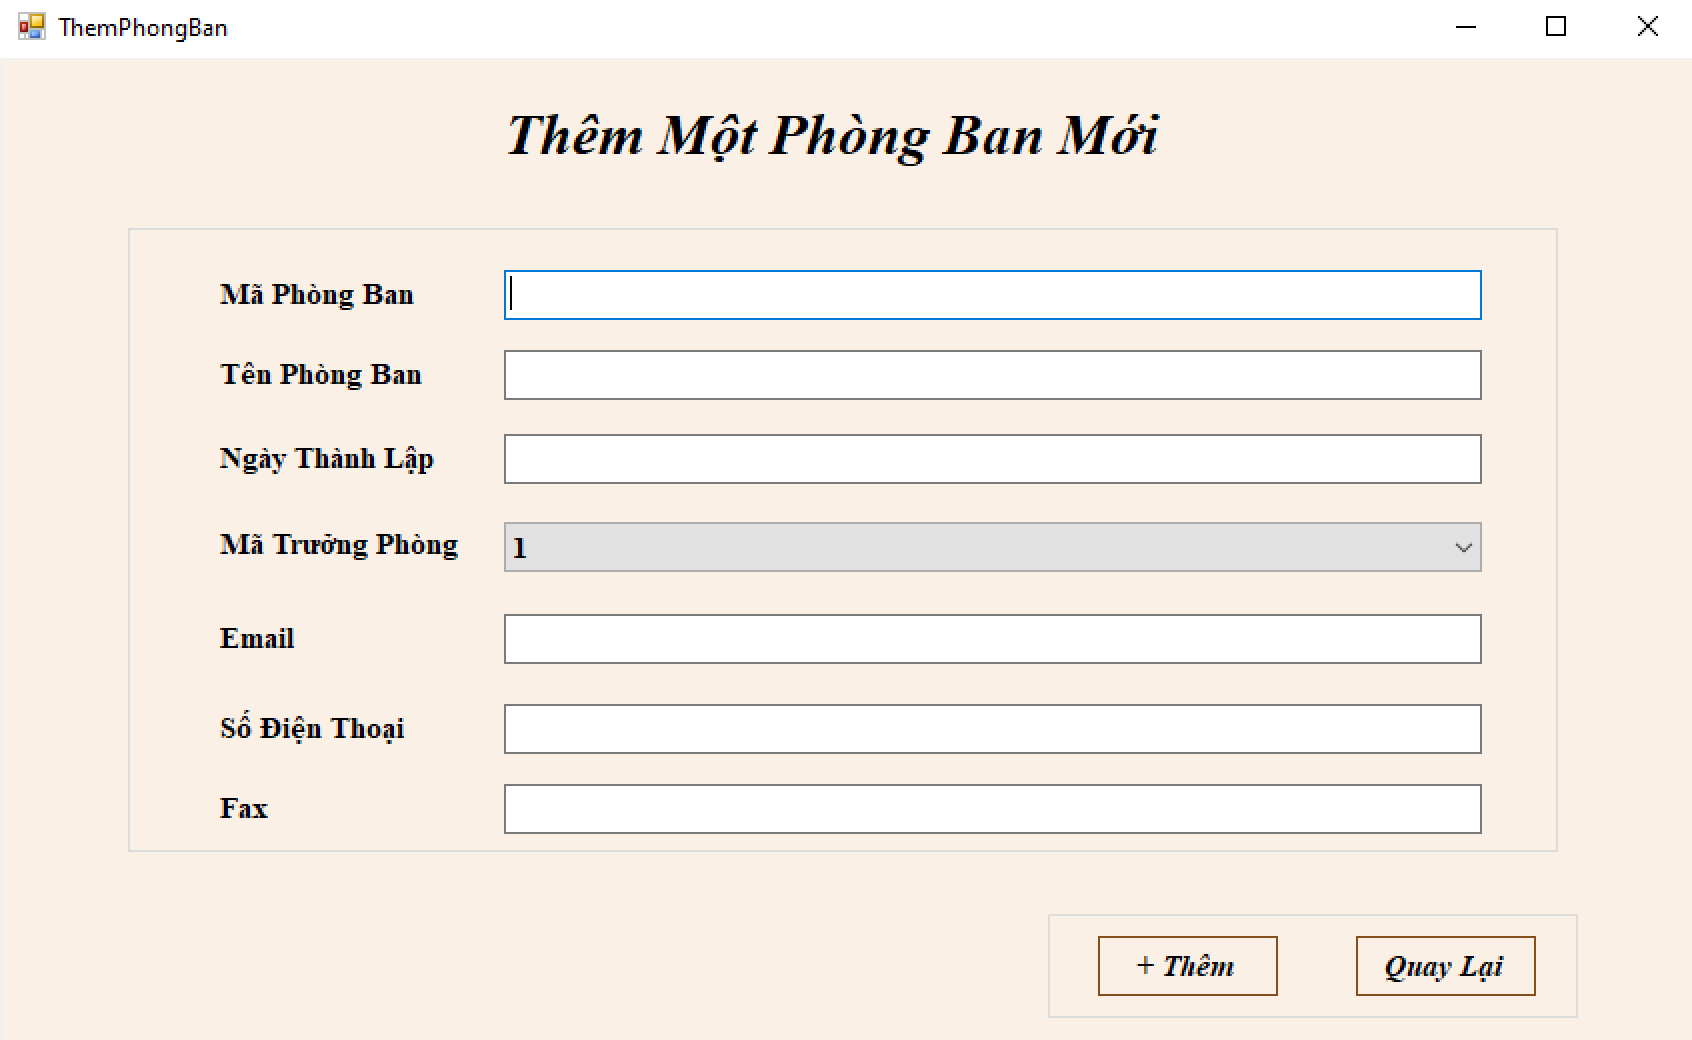 ThemPhongBan
Thêm Một Phòng Ban Mới
Mã Phòng Ban
Tên Phòng Ban
Ngày Thành Lập
Mã Trưởng Phòng
1
Email
Số Điện Thoại
Fax
+ Thêm
Quay Lại